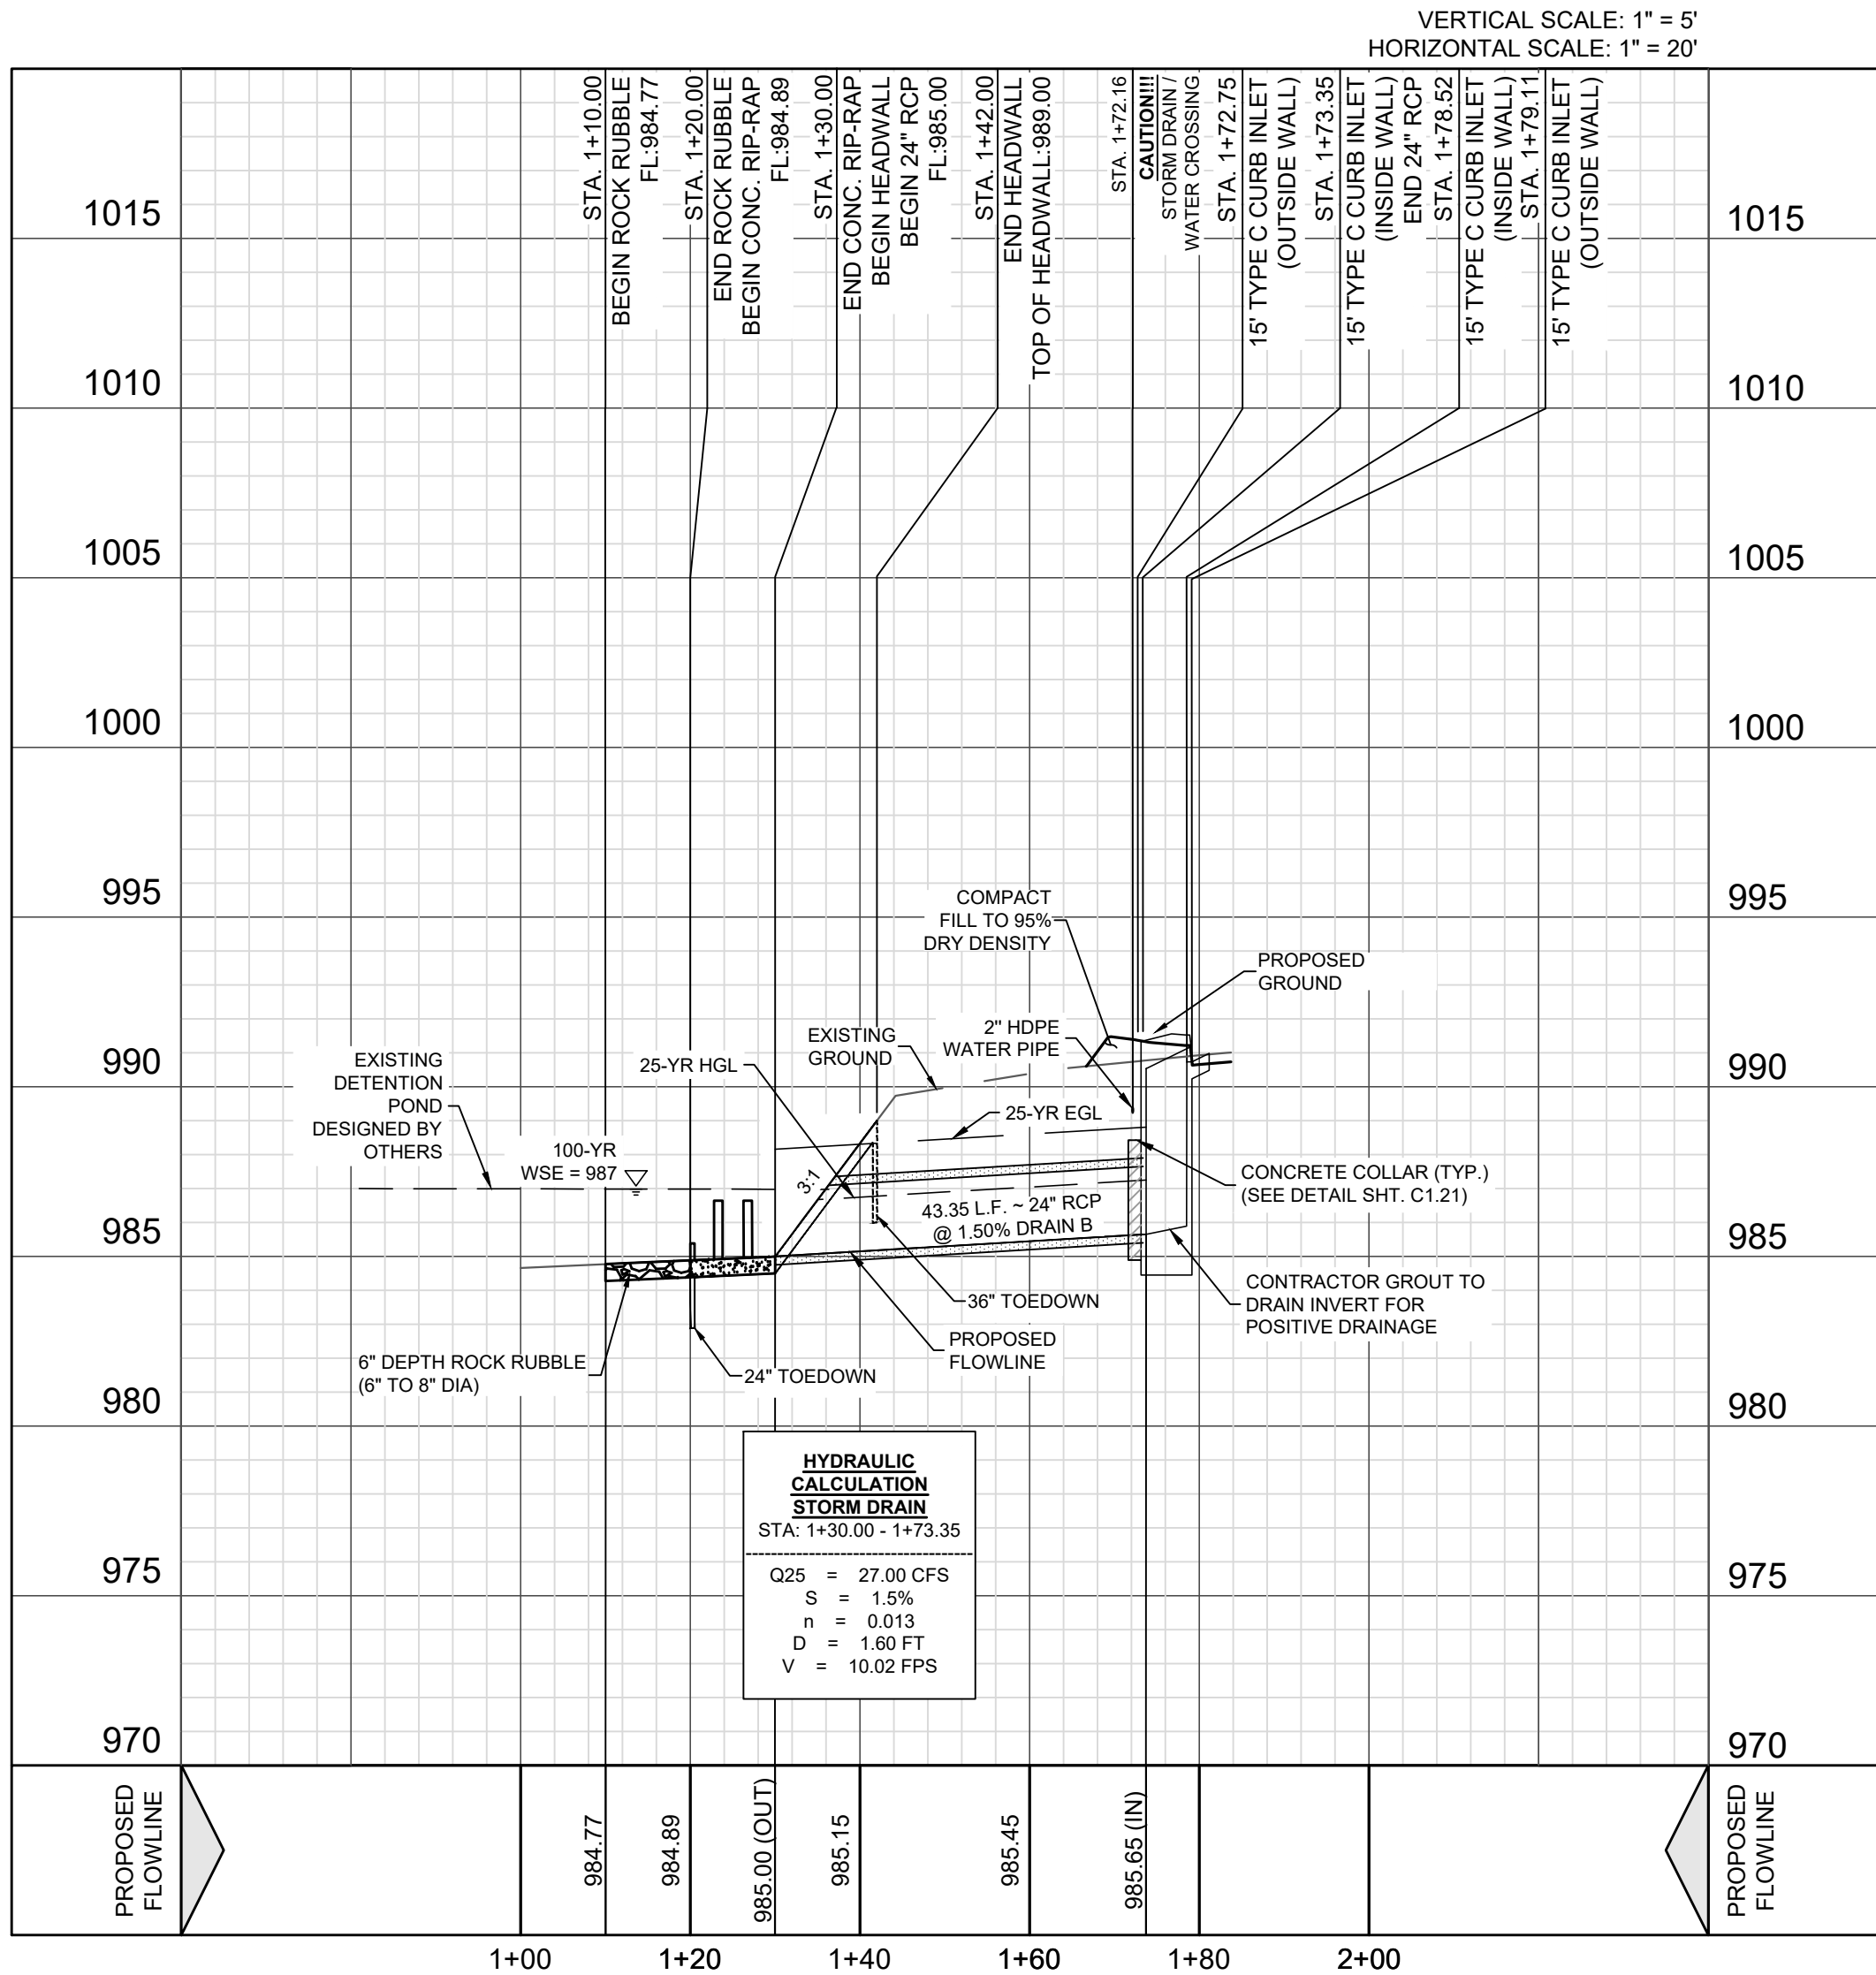 VERTICAL SCALE: 1" = 5'
HORIZONTAL SCALE: 1" = 20'
STA. 1+10.00
BEGIN ROCK RUBBLE
FL:984.77
STA. 1+20.00
END ROCK RUBBLE
BEGIN CONC. RIP-RAP
FL:984.89
STA. 1+30.00
END CONC. RIP-RAP
BEGIN HEADWALL
BEGIN 24" RCP
FL:985.00
STA. 1+42.00
END HEADWALL
TOP OF HEADWALL:989.00
STA. 1+72.16
CAUTION!!!
STORM DRAIN /
WATER CROSSING
STA. 1+72.75
15' TYPE C CURB INLET
(OUTSIDE WALL)
STA. 1+73.35
15' TYPE C CURB INLET
(INSIDE WALL)
END 24" RCP
STA. 1+78.52
15' TYPE C CURB INLET
(INSIDE WALL)
STA. 1+79.11
15' TYPE C CURB INLET
(OUTSIDE WALL)
1015
1015
1010
1010
1005
1005
1000
1000
995
995
990
990
985
985
980
980
975
975
970
970
COMPACT
FILL TO 95%
DRY DENSITY
PROPOSED
GROUND
2" HDPE
WATER PIPE
EXISTING
GROUND
25-YR HGL
EXISTING
DETENTION
POND
DESIGNED BY
OTHERS
100-YR
WSE = 987
25-YR EGL
3:1
CONCRETE COLLAR (TYP.)
(SEE DETAIL SHT. C1.21)
43.35 L.F. ~ 24" RCP
@ 1.50% DRAIN B
36" TOEDOWN
CONTRACTOR GROUT TO
DRAIN INVERT FOR
POSITIVE DRAINAGE
PROPOSED
FLOWLINE
6" DEPTH ROCK RUBBLE
(6" TO 8" DIA)
24" TOEDOWN
HYDRAULIC
CALCULATION
STORM DRAIN
STA: 1+30.00 - 1+73.35
Q25 = 27.00 CFS
S = 1.5%
n = 0.013
D = 1.60 FT
V = 10.02 FPS
PROPOSED
FLOWLINE
984.77
984.89
985.00 (OUT)
985.15
985.45
985.65 (IN)
PROPOSED
FLOWLINE
1+00
1+20
1+40
1+60
1+80
2+00